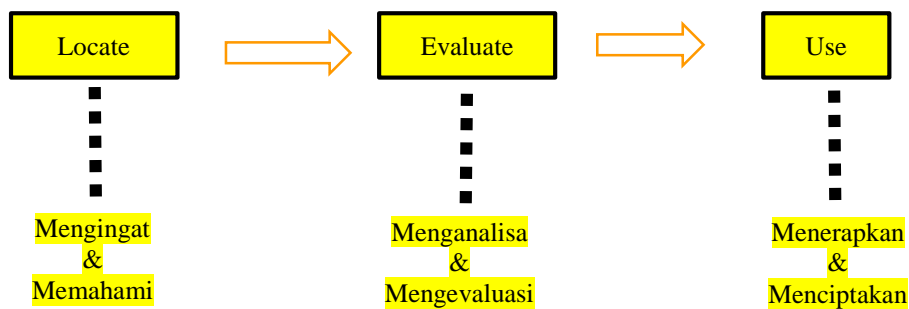 Locate
Evaluate
Use
Mengingat
&
Memahami
Menganalisa
&
Mengevaluasi
Menerapkan
&
Menciptakan